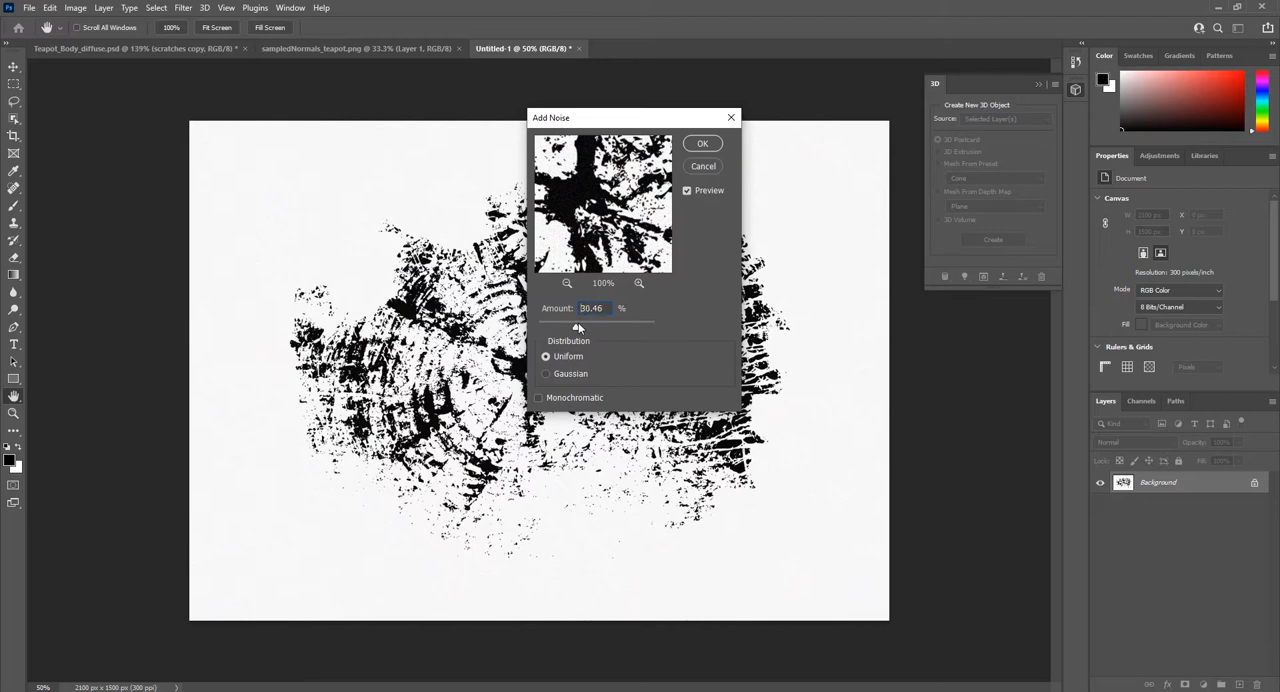 Ps File Edit Image Layer Type Select Filter 3D View Plugins Window Help
Scroll All Windows 100% Fit Screen Fill Screen
Teapot_Body_diffuse.psd @ 139% (scratches copy, RGB/8) * × sampledNormals_teapot.png @ 33.3% (Layer 1, RGB/8) × Untitled-1 @ 50% (RGB/8) * ×
Color Swatches Gradients Patterns
3D
Create New 3D Object
Source: Selected Layer(s)
3D Postcard
3D Extrusion
Mesh From Preset
Cone
Mesh From Depth Map
Plane
3D Volume
Create
Add Noise
OK
Cancel
Preview
100%
Amount: 30.46 %
Distribution
Uniform
Gaussian
Monochromatic
Properties Adjustments Libraries
Document
Canvas
W 2100 px X 0 px
H 1500 px Y 0 px
Resolution: 300 pixels/inch
Mode RGB Color
8 Bits/Channel
Fill Background Color
Rulers & Grids
Pixels
Layers Channels Paths
Kind
Normal Opacity: 100%
Lock: Fill: 100%
Background
50% 2100 px x 1500 px (300 ppi)